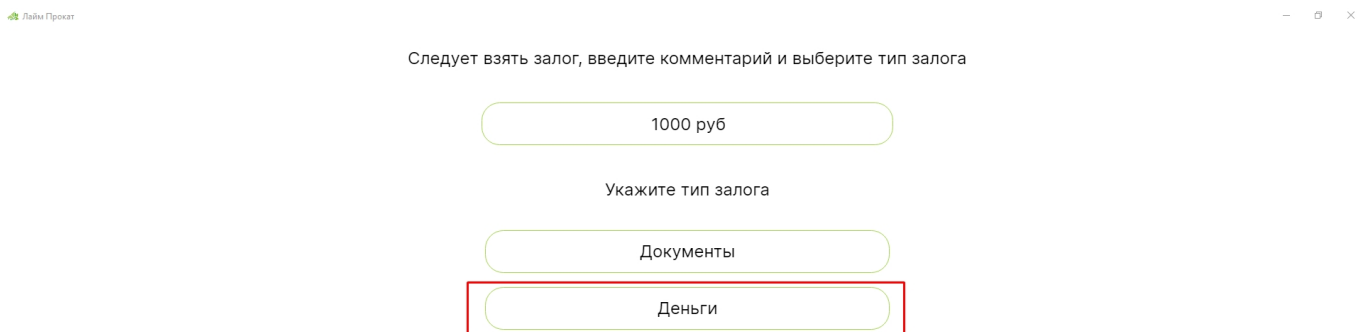 Лайм Прокат
Следует взять залог, введите комментарий и выберите тип залога
1000 руб
Укажите тип залога
Документы
Деньги